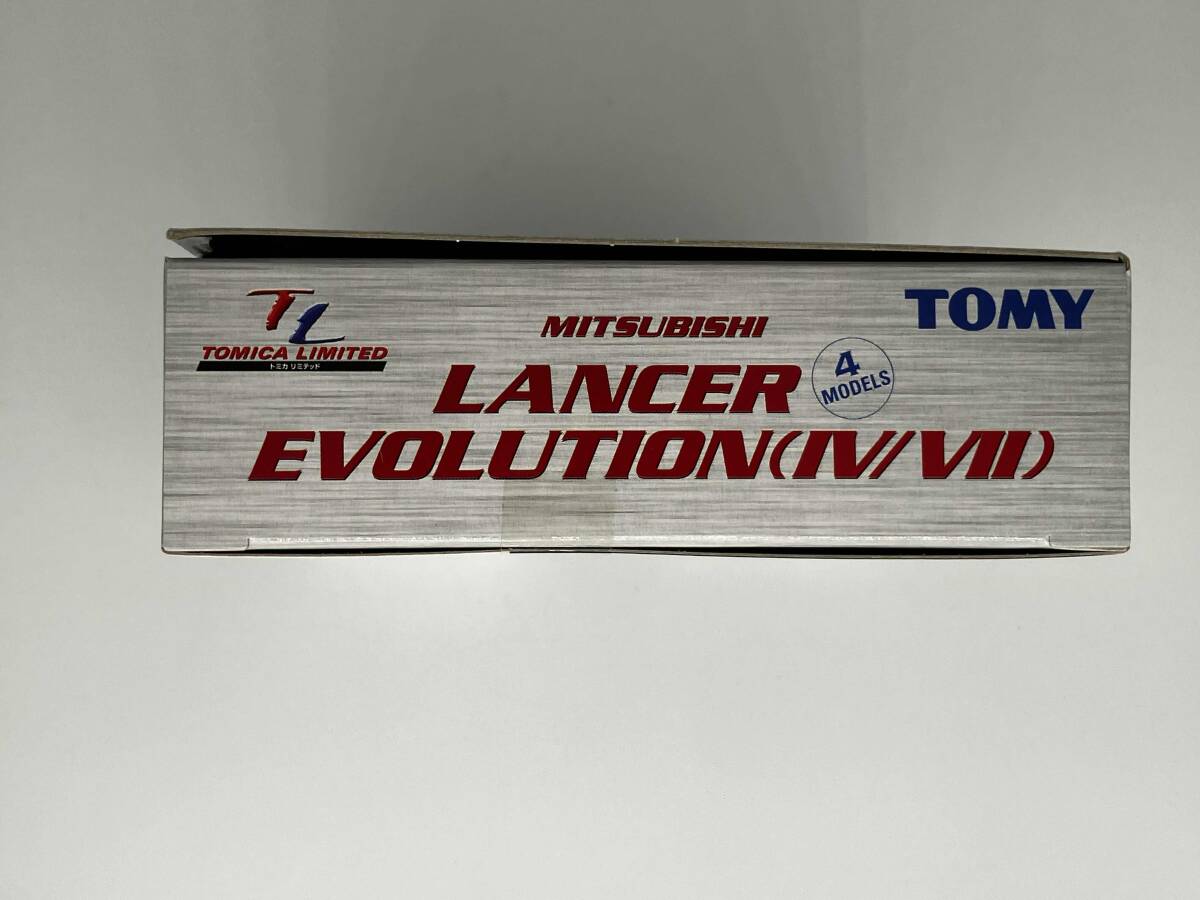 TL
TOMICA LIMITED
トミカ リミテッド
TOMY
MITSUBISHI
LANCER
4
MODELS
EVOLUTION(IV/VII)